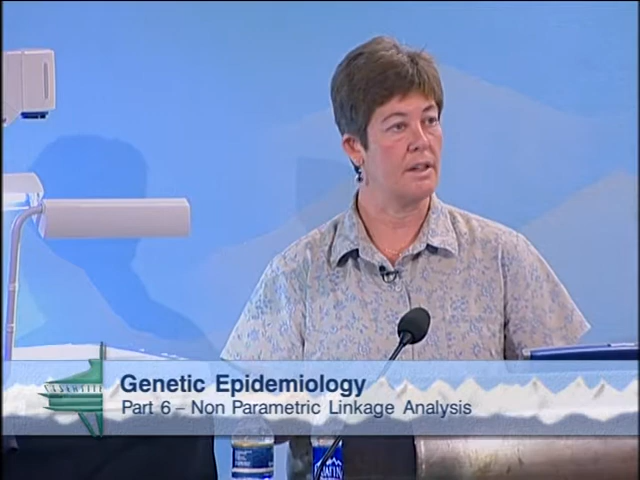 Genetic Epidemiology
Part 6 – Non Parametric Linkage Analysis